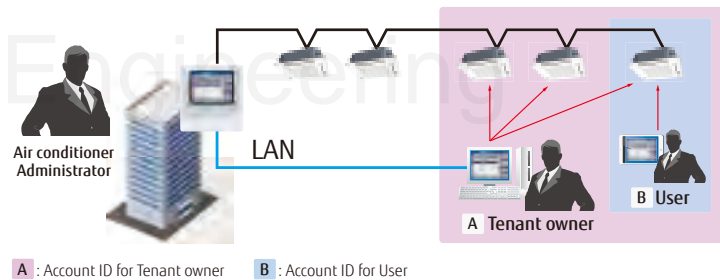 Engineering
Air conditioner
Administrator
LAN
A Tenant owner
B User
A : Account ID for Tenant owner
B : Account ID for User